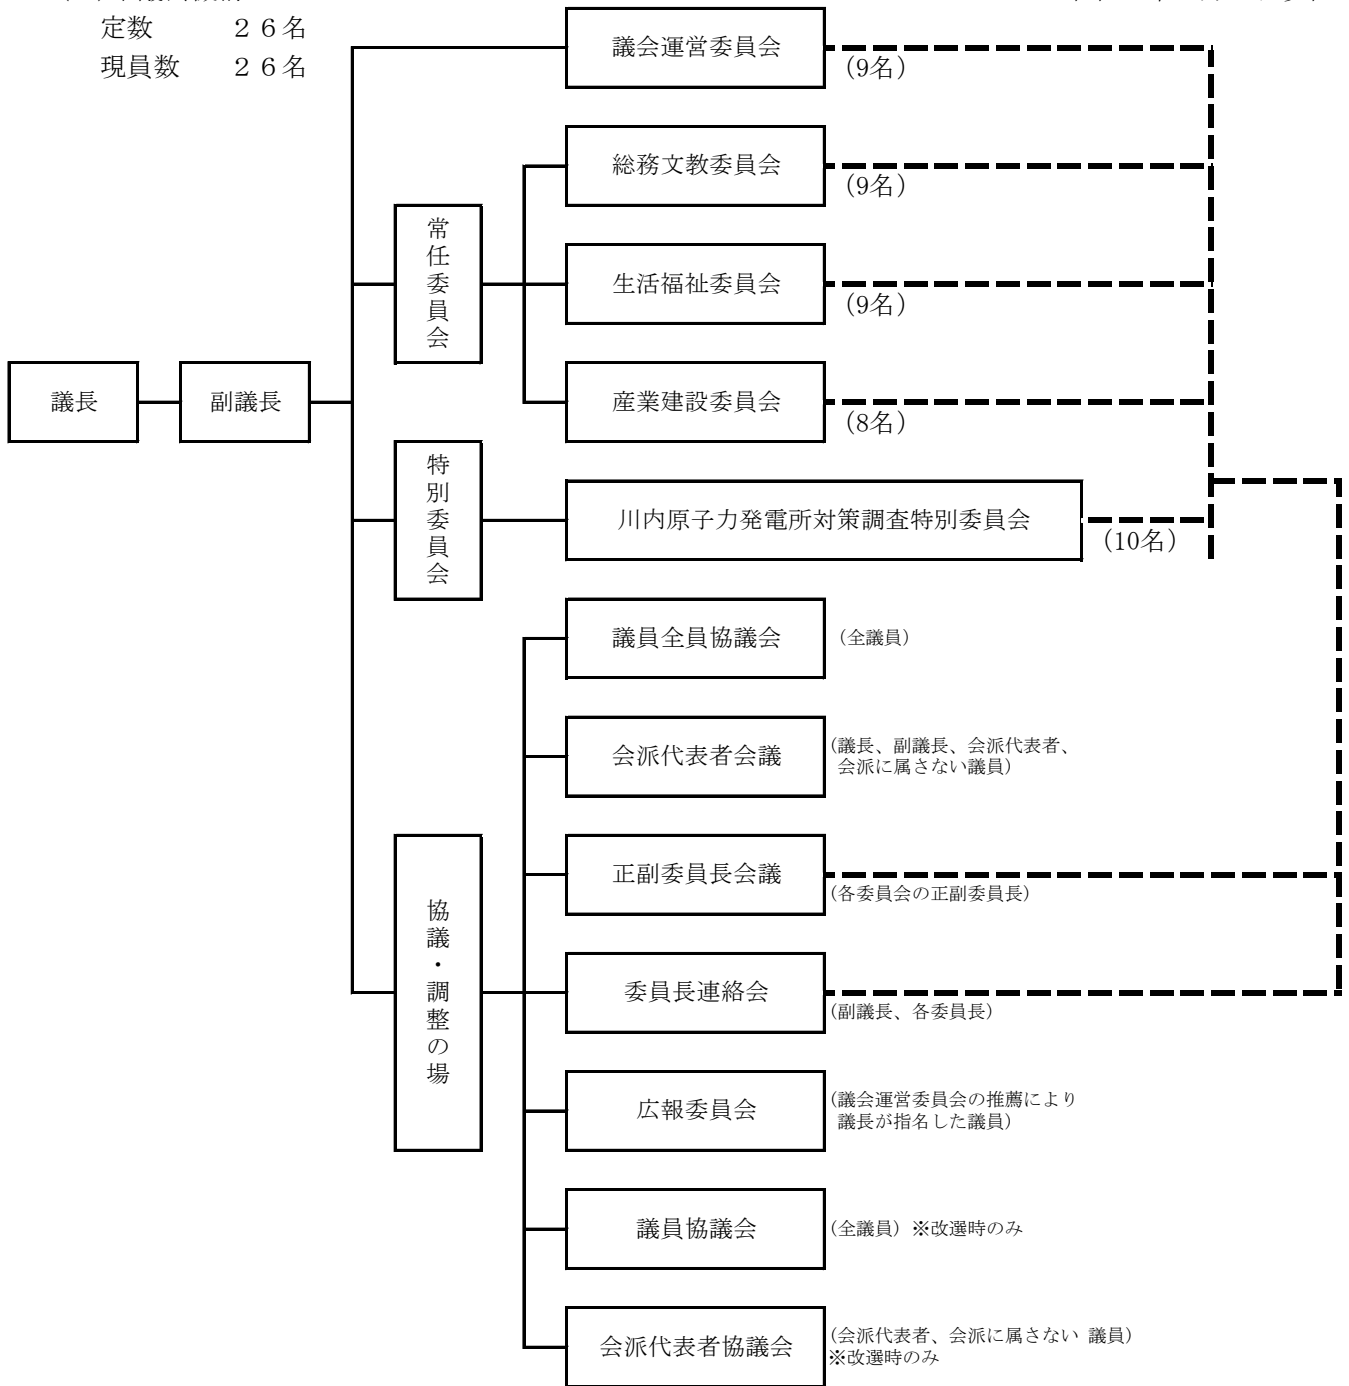 定数　　２６名
現員数　２６名
議会運営委員会
（9名）
総務文教委員会
（9名）
常任委員会
生活福祉委員会
（9名）
議長
副議長
産業建設委員会
（8名）
特別委員会
川内原子力発電所対策調査特別委員会
（10名）
議員全員協議会
（全議員）
会派代表者会議
（議長、副議長、会派代表者、
会派に属さない議員）
正副委員長会議
（各委員会の正副委員長）
協議・調整の場
委員長連絡会
（副議長、各委員長）
広報委員会
（議会運営委員会の推薦により
議長が指名した議員）
議員協議会
（全議員）※改選時のみ
会派代表者協議会
（会派代表者、会派に属さない 議員）
※改選時のみ